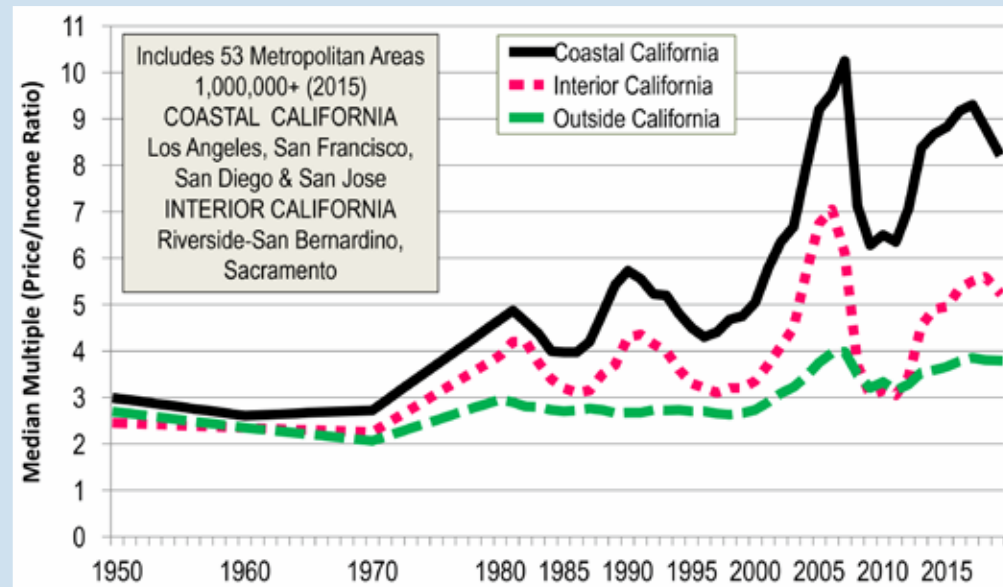 Median Multiple (Price/Income Ratio)
11
10
9
8
7
6
5
4
3
2
1
0
Includes 53 Metropolitan Areas
1,000,000+ (2015)
COASTAL CALIFORNIA
Los Angeles, San Francisco,
San Diego & San Jose
INTERIOR CALIFORNIA
Riverside-San Bernardino,
Sacramento
Coastal California
Interior California
Outside California
1950 1960 1970 1980 1985 1990 1995 2000 2005 2010 2015